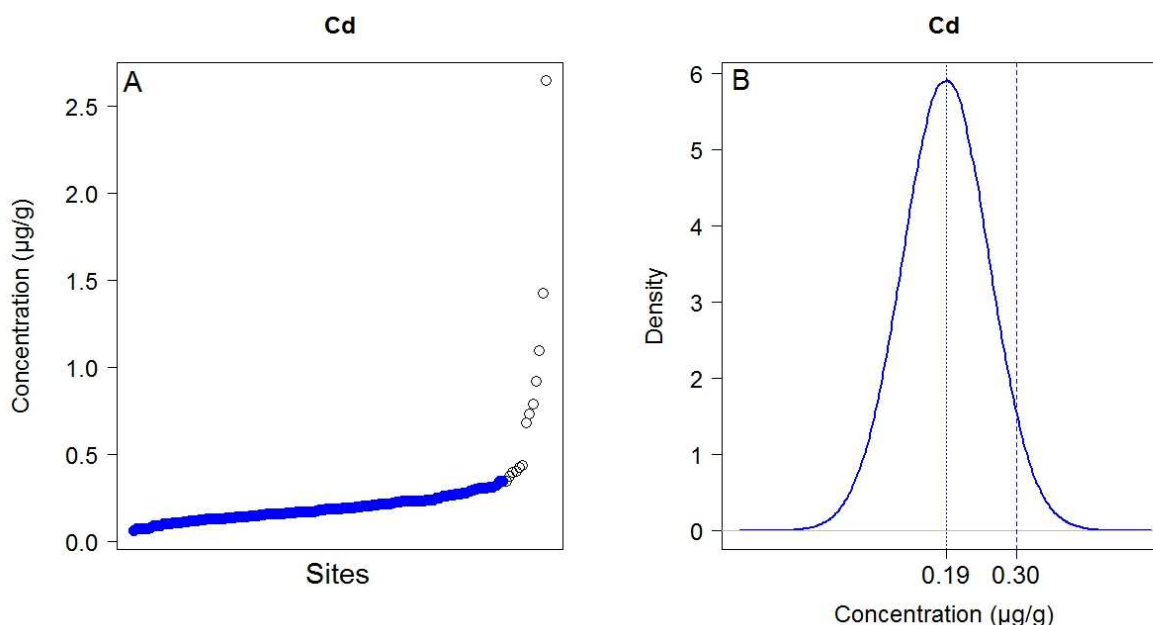 Cd
A
Concentration (µg/g)
2.5
2.0
1.5
1.0
0.5
0.0
Sites
Cd
B
Density
6
5
4
3
2
1
0
0.19 0.30
Concentration (µg/g)